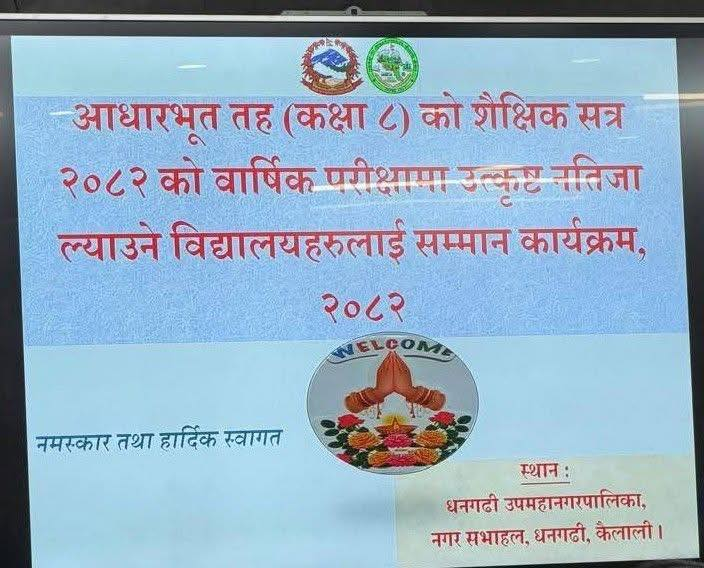 आधारभूत तह (कक्षा ८) को शैक्षिक सत्र
२०८२ को वार्षिक परीक्षामा उत्कृष्ट नतिजा
ल्याउने विद्यालयहरुलाई सम्मान कार्यक्रम,
२०८२
WELCOME
नमस्कार तथा हार्दिक स्वागत
स्थान :
धनगढी उपमहानगरपालिका,
नगर सभाहल, धनगढी, कैलाली।